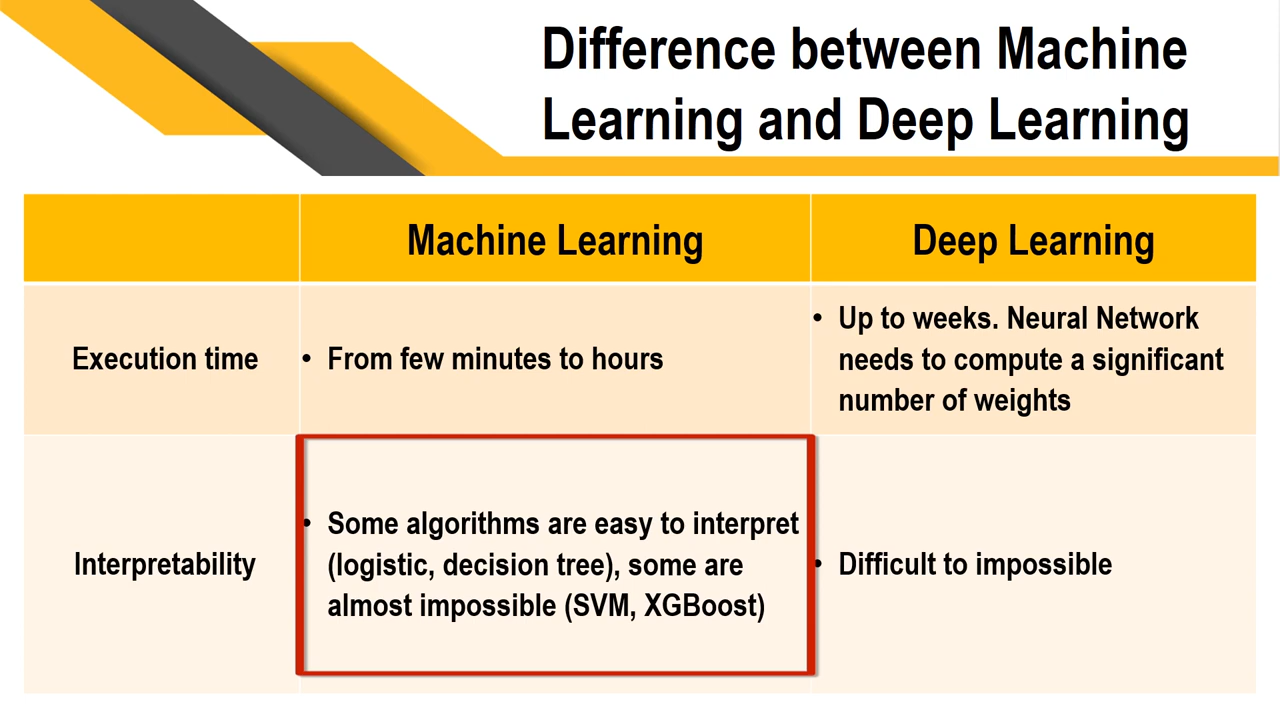 Difference between Machine
Learning and Deep Learning
Machine Learning
Deep Learning
Execution time
• From few minutes to hours
• Up to weeks. Neural Network
needs to compute a significant
number of weights
Interpretability
• Some algorithms are easy to interpret
(logistic, decision tree), some are
almost impossible (SVM, XGBoost)
• Difficult to impossible